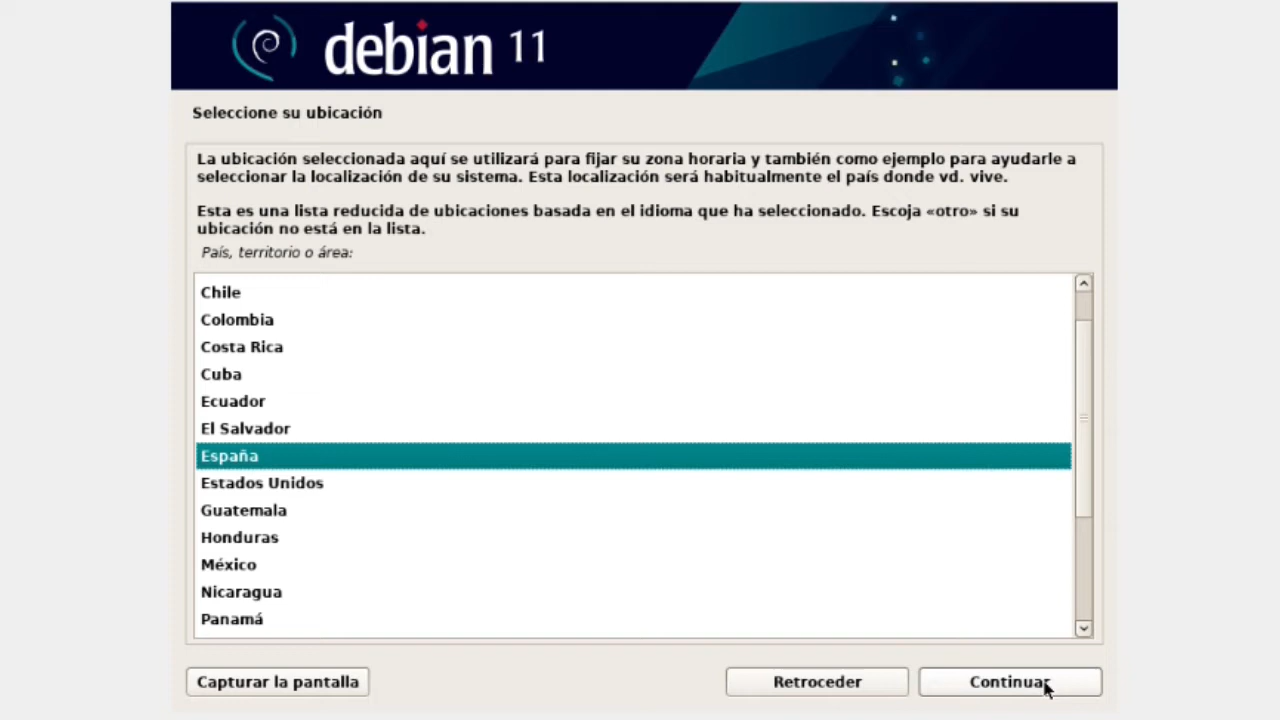 debian 11
Seleccione su ubicación
La ubicación seleccionada aquí se utilizará para fijar su zona horaria y también como ejemplo para ayudarle a
seleccionar la localización de su sistema. Esta localización será habitualmente el país donde vd. vive.
Esta es una lista reducida de ubicaciones basada en el idioma que ha seleccionado. Escoja «otro» si su
ubicación no está en la lista.
País, territorio o área:
Chile
Colombia
Costa Rica
Cuba
Ecuador
El Salvador
España
Estados Unidos
Guatemala
Honduras
México
Nicaragua
Panamá
Capturar la pantalla
Retroceder
Continuar